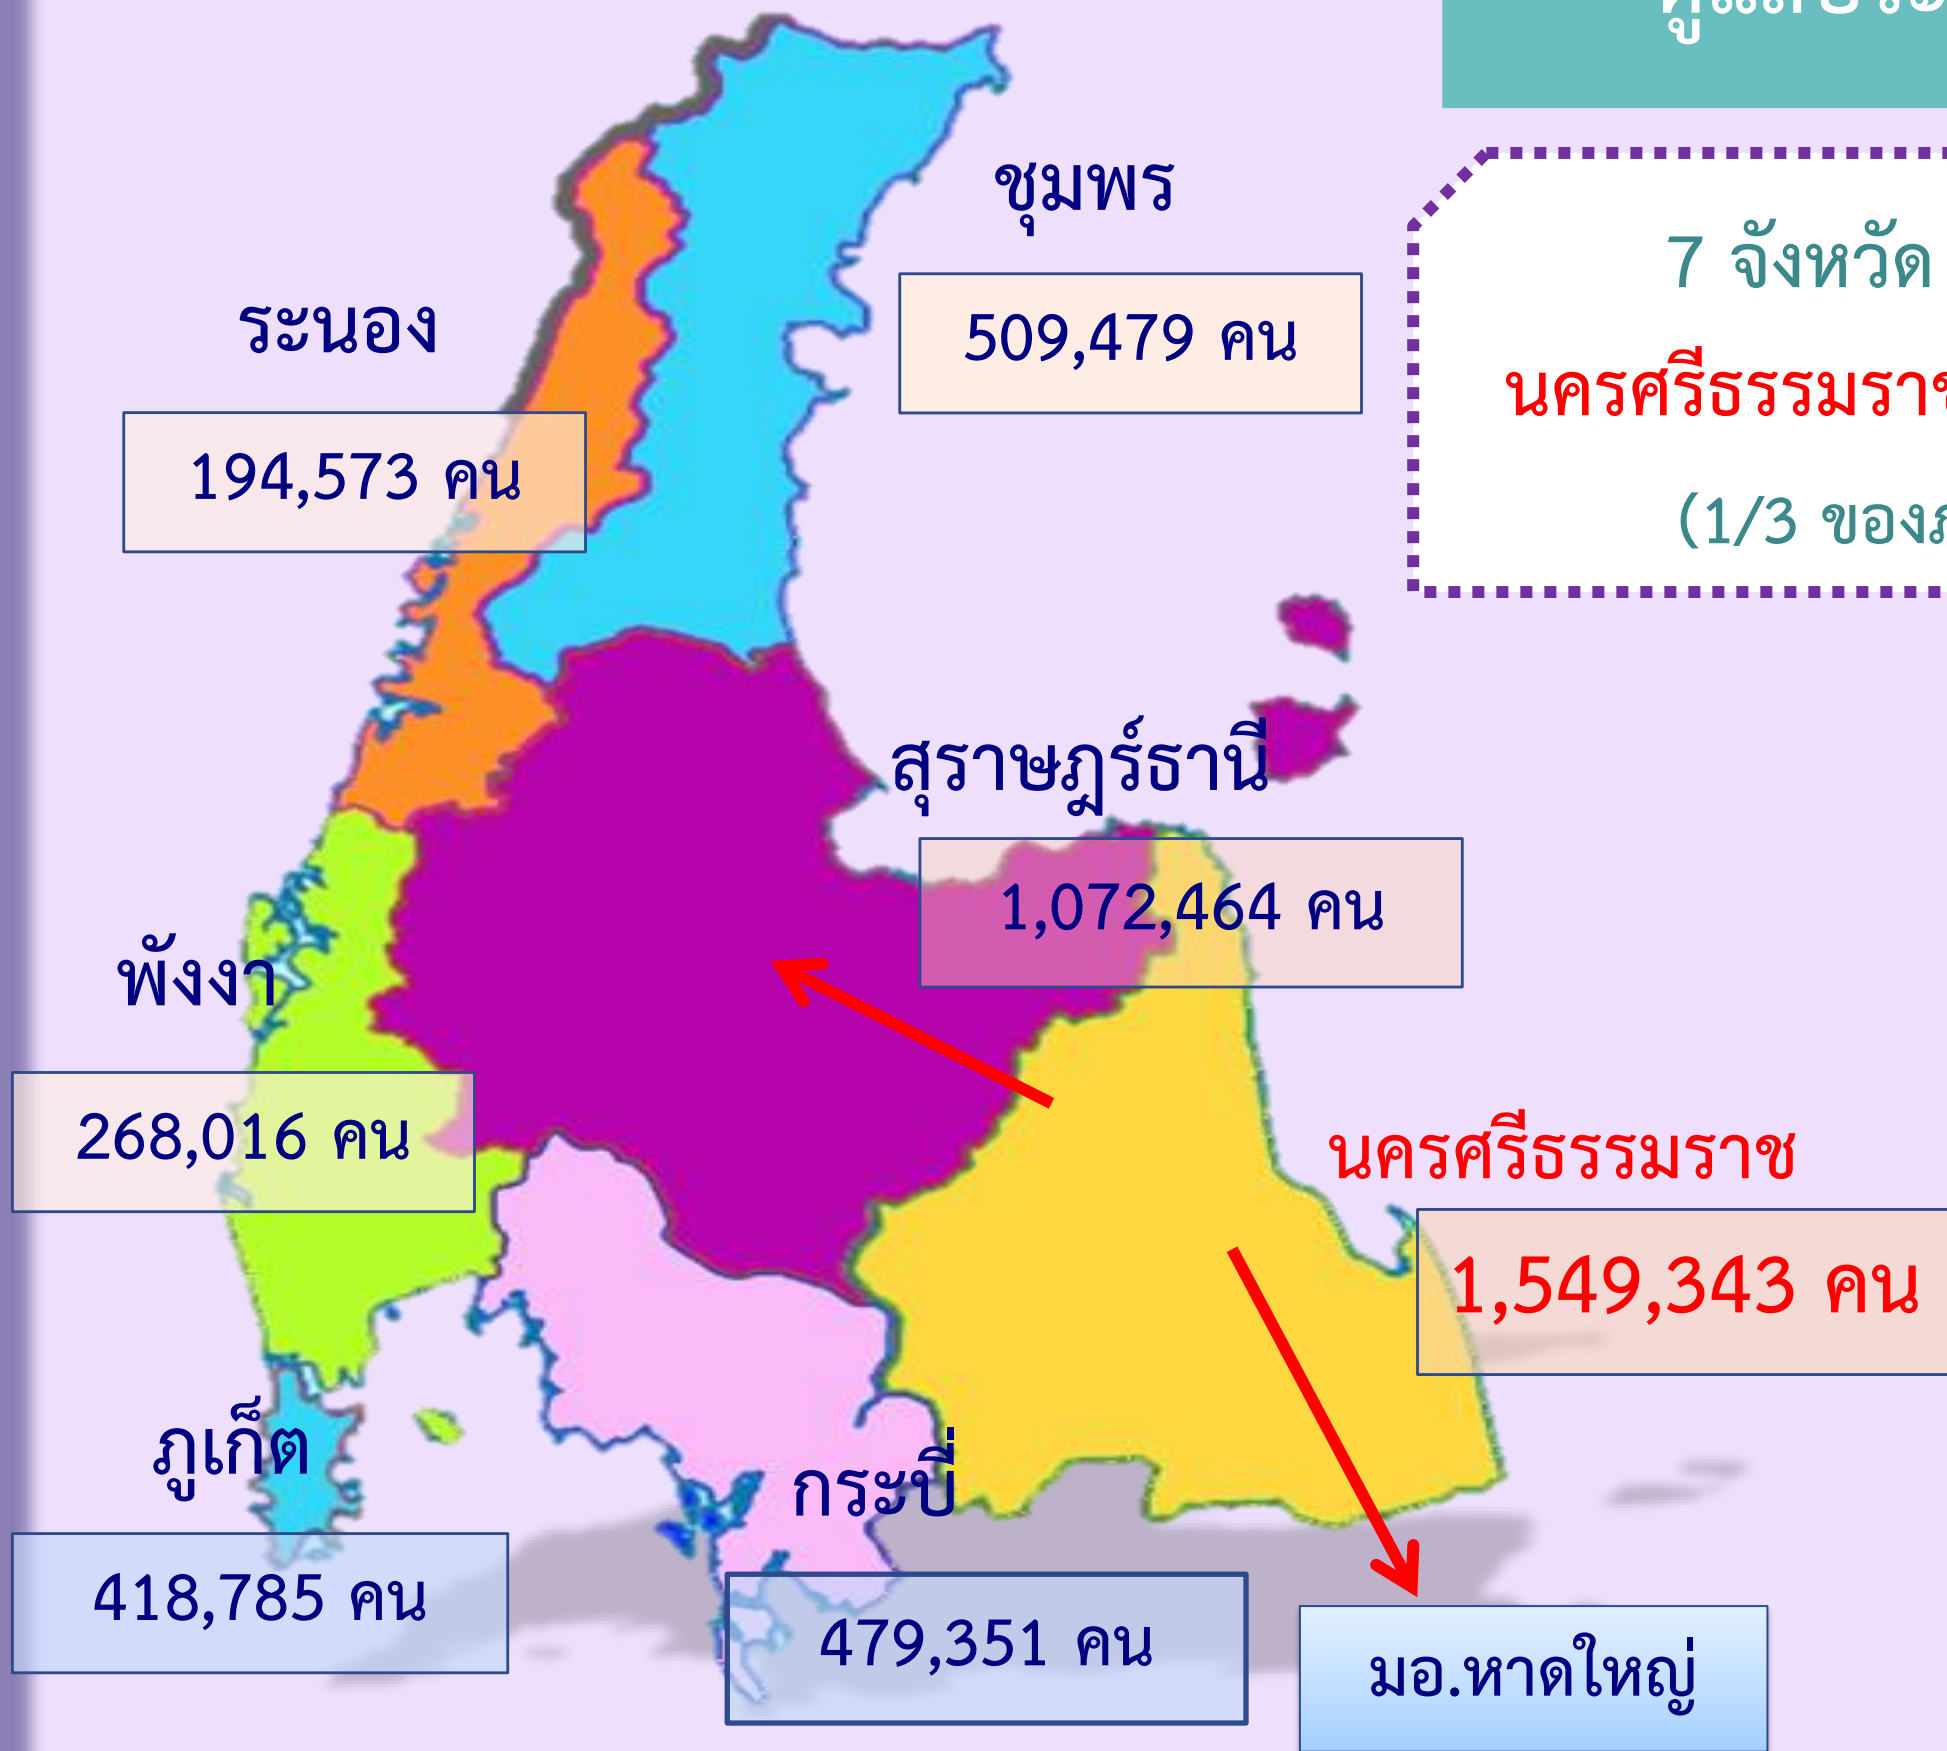 7 จังหวัด
(1/3
ชุมพร
509,479 คน
ระนอง
194,573 คน
สุราษฎร์ธานี
1,072,464 คน
พังงา
268,016 คน
นครศรีธรรมราช
1,549,343 คน
ภูเก็ต
418,785 คน
กระบี่
479,351 คน
มอ.หาดใหญ่